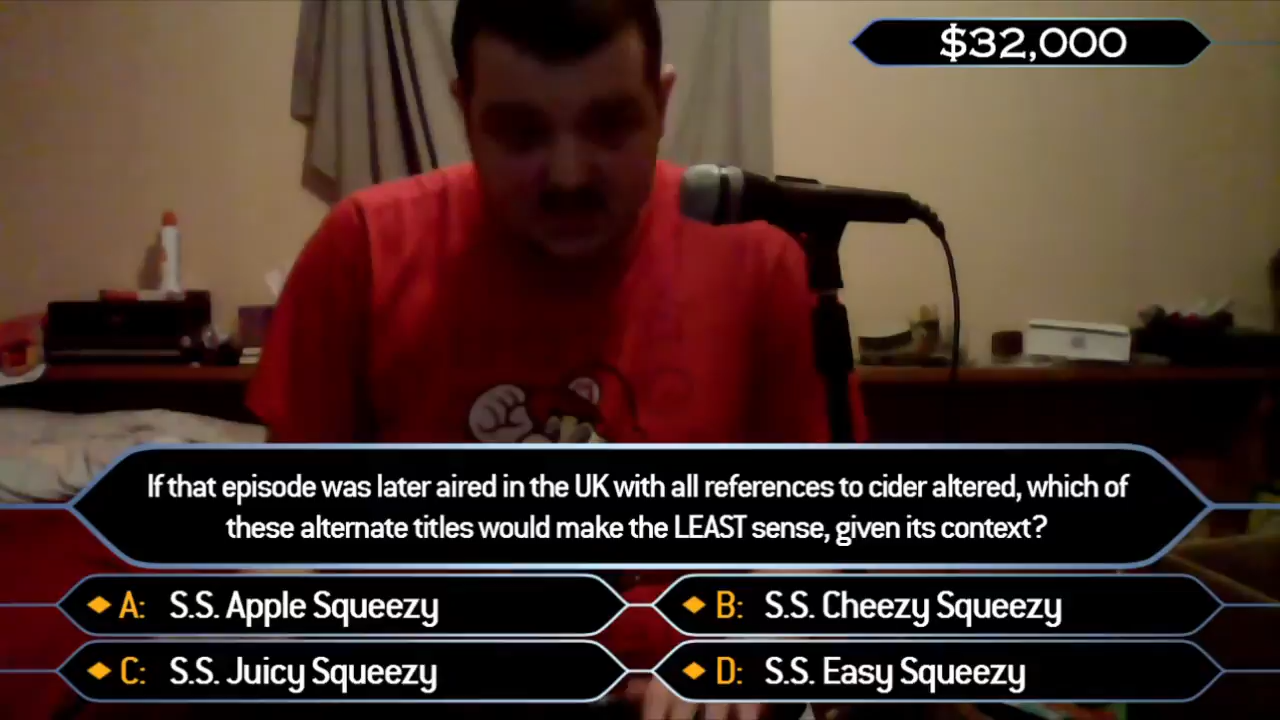 $32,000
If that episode was later aired in the UK with all references to cider altered, which of
these alternate titles would make the LEAST sense, given its context?
A: S.S. Apple Squeezy
B: S.S. Cheezy Squeezy
C: S.S. Juicy Squeezy
D: S.S. Easy Squeezy